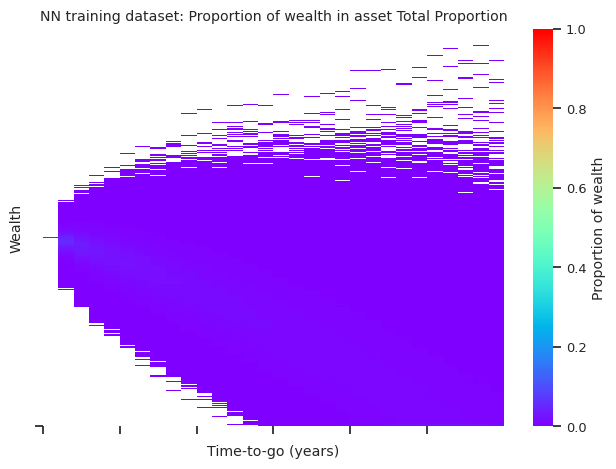 NN training dataset: Proportion of wealth in asset Total Proportion
Wealth
Time-to-go (years)
1.0
0.8
0.6
0.4
0.2
0.0
Proportion of wealth